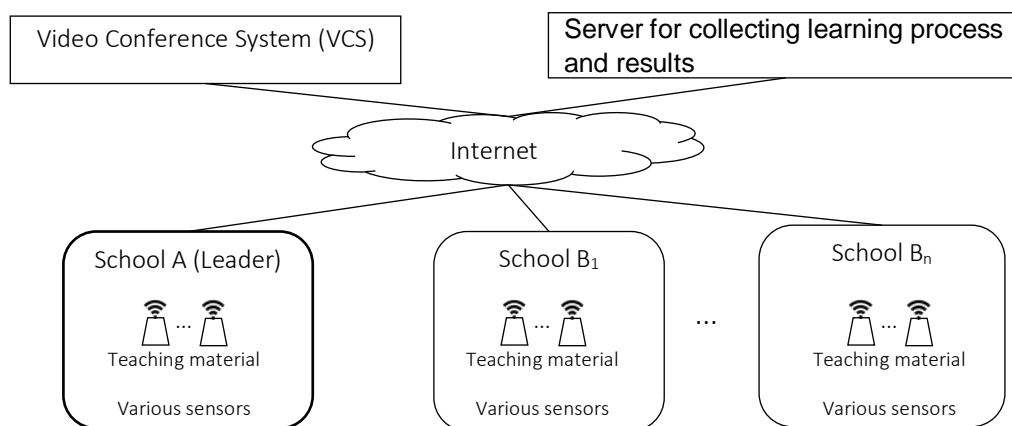 Video Conference System (VCS)
Server for collecting learning process
and results
Internet
School A (Leader)
...
Teaching material
Various sensors
School B₁
...
Teaching material
Various sensors
...
School Bₙ
...
Teaching material
Various sensors